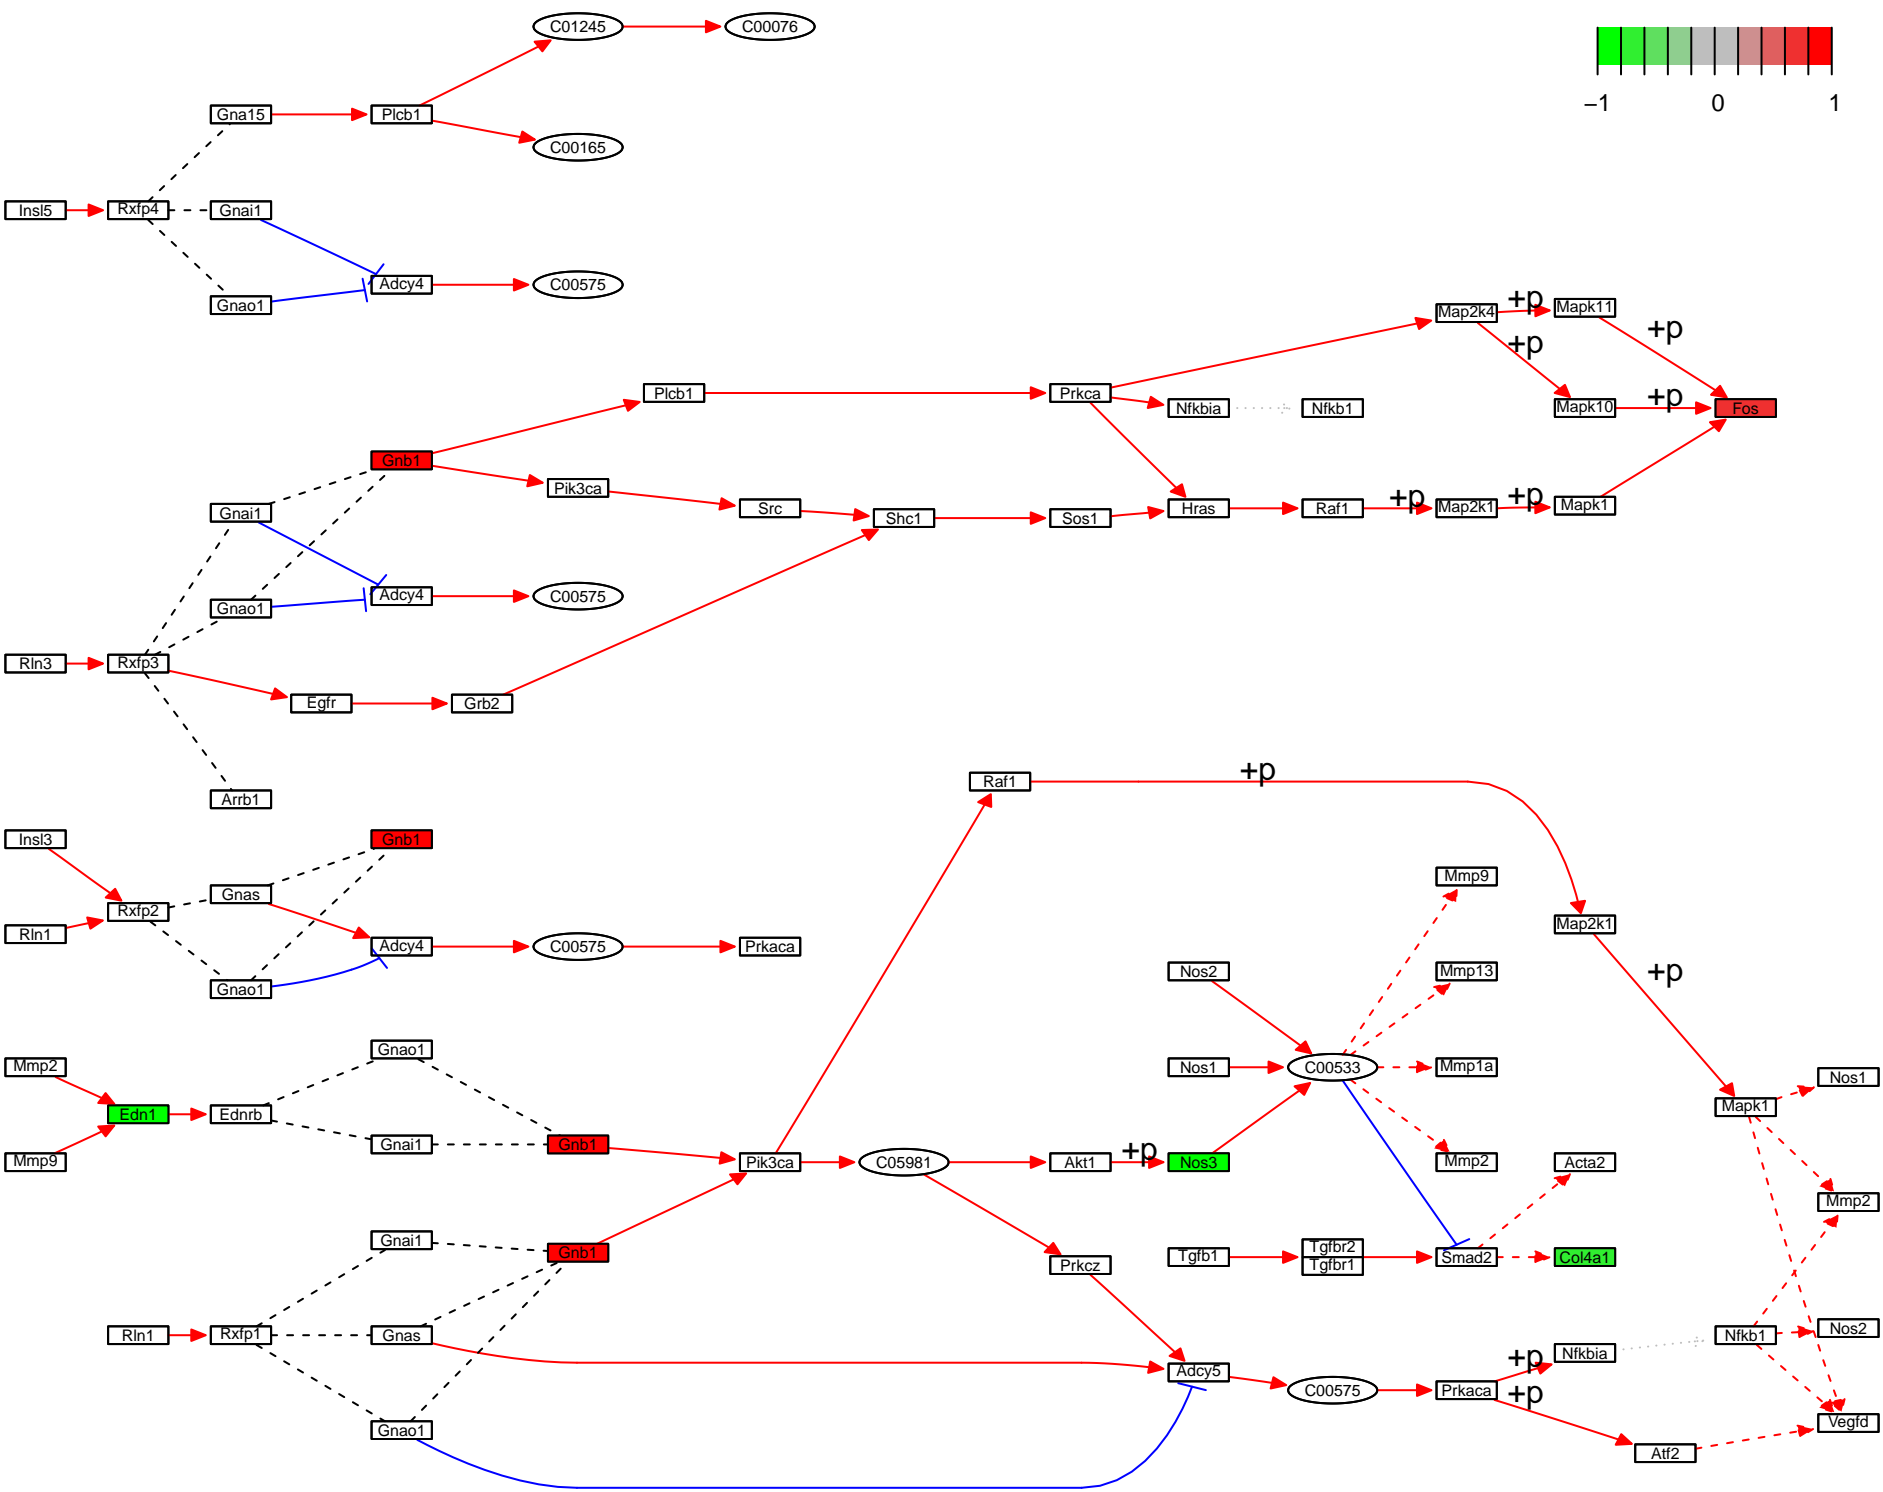 C01245
C00076
−1
0
1
Gna15
Plcb1
C00165
Insl5
Rxfp4
Gnai1
Gnao1
Adcy4
C00575
Map2k4
+p
Mapk11
+p
+p
Plcb1
Prkca
Nfkbia
Nfkb1
Mapk10
+p
Fos
Gnb1
Pik3ca
Gnai1
Src
Shc1
Sos1
Hras
Raf1
+p
Map2k1
+p
Mapk1
Gnao1
Adcy4
C00575
Rln3
Rxfp3
Egfr
Grb2
Arrb1
Raf1
+p
Insl3
Gnb1
Rln1
Rxfp2
Gnas
Gnao1
Adcy4
C00575
Prkaca
Mmp9
Map2k1
Nos2
Mmp13
+p
Mmp2
Gnao1
Nos1
C00533
Mmp1a
Nos1
Edn1
Ednrb
Mapk1
Mmp9
Gnai1
Gnb1
Pik3ca
C05981
Akt1
+p
Nos3
Mmp2
Acta2
Mmp2
Gnai1
Gnb1
Prkcz
Tgfb1
Tgfbr2
Tgfbr1
Smad2
Col4a1
Rln1
Rxfp1
Gnas
Nfkbia
Nfkb1
Nos2
Adcy5
C00575
Prkaca
+p
+p
Gnao1
Atf2
Vegfd